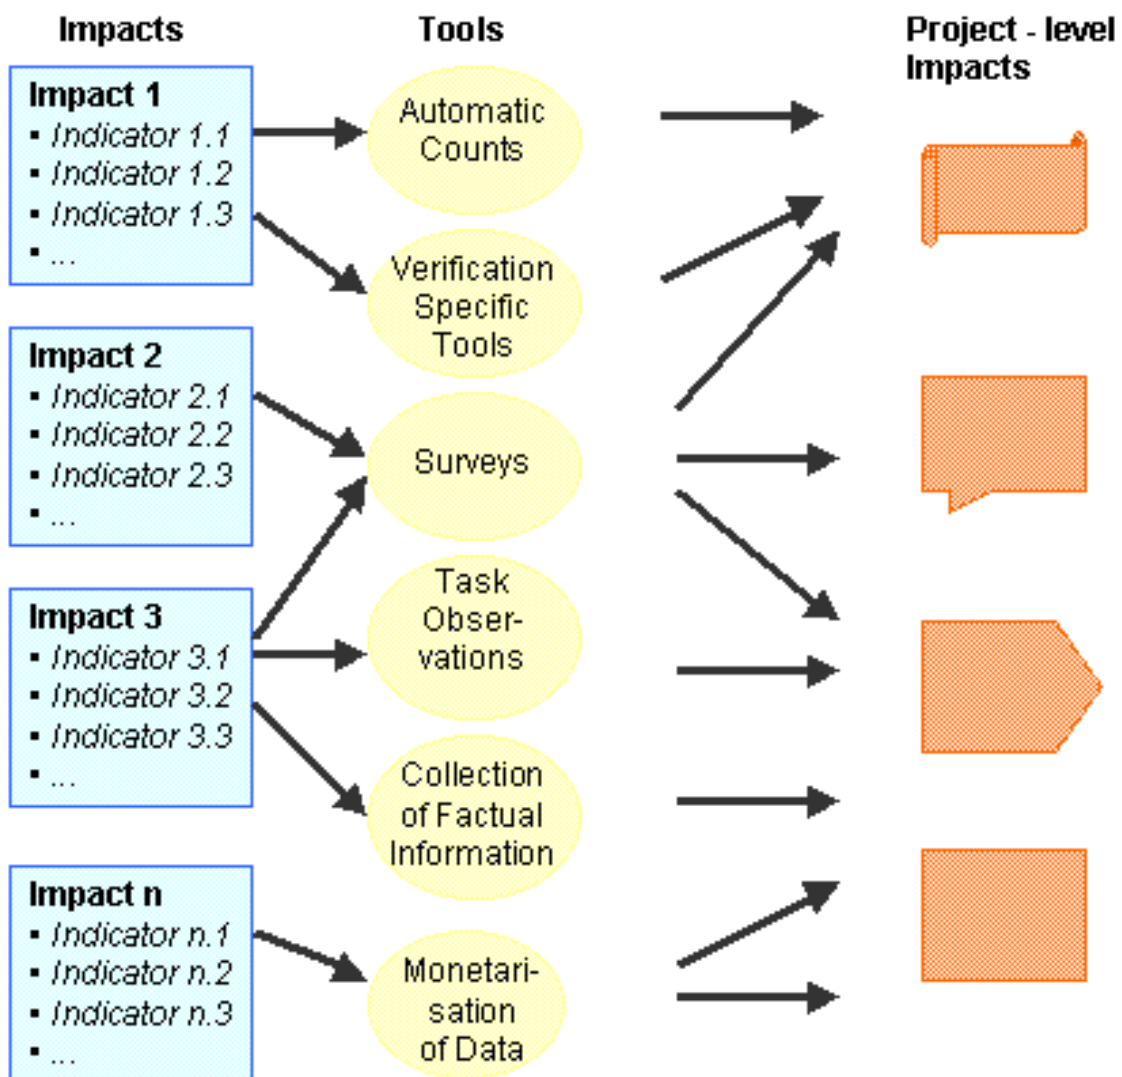 Impacts
Tools
Project - level
Impacts
Impact 1
▪ Indicator 1.1
▪ Indicator 1.2
▪ Indicator 1.3
▪ ...
Impact 2
▪ Indicator 2.1
▪ Indicator 2.2
▪ Indicator 2.3
▪ ...
Impact 3
▪ Indicator 3.1
▪ Indicator 3.2
▪ Indicator 3.3
▪ ...
Impact n
▪ Indicator n.1
▪ Indicator n.2
▪ Indicator n.3
▪ ...
Automatic
Counts
Verification
Specific
Tools
Surveys
Task
Obser-
vations
Collection
of Factual
Information
Monetari-
sation
of Data